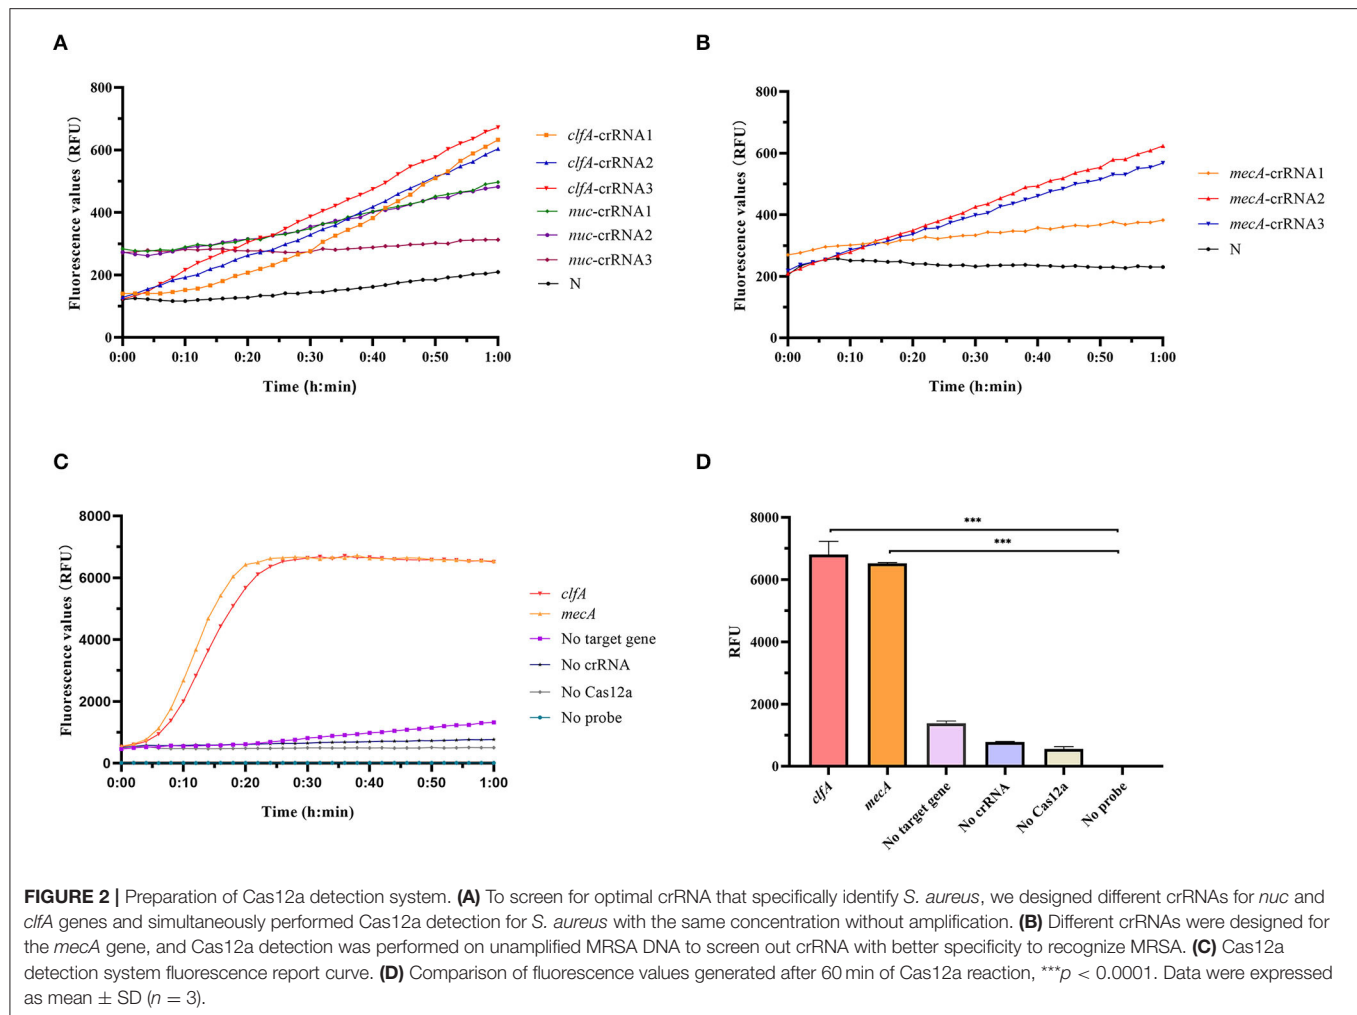 A
Fluorescence values (RFU)
800
600
400
200
0
0:00 0:10 0:20 0:30 0:40 0:50 1:00
Time (h:min)
clfA-crRNA1
clfA-crRNA2
clfA-crRNA3
nuc-crRNA1
nuc-crRNA2
nuc-crRNA3
N
B
Fluorescence values (RFU)
800
600
400
200
0
0:00 0:10 0:20 0:30 0:40 0:50 1:00
Time (h:min)
mecA-crRNA1
mecA-crRNA2
mecA-crRNA3
N
C
Fluorescence values (RFU)
8000
6000
4000
2000
0
0:00 0:10 0:20 0:30 0:40 0:50 1:00
Time (h:min)
clfA
mecA
No target gene
No crRNA
No Cas12a
No probe
D
RFU
8000
6000
4000
2000
0
***
***
clfA
mecA
No target gene
No crRNA
No Cas12a
No probe
FIGURE 2 | Preparation of Cas12a detection system. (A) To screen for optimal crRNA that specifically identify S. aureus, we designed different crRNAs for nuc and
clfA genes and simultaneously performed Cas12a detection for S. aureus with the same concentration without amplification. (B) Different crRNAs were designed for
the mecA gene, and Cas12a detection was performed on unamplified MRSA DNA to screen out crRNA with better specificity to recognize MRSA. (C) Cas12a
detection system fluorescence report curve. (D) Comparison of fluorescence values generated after 60 min of Cas12a reaction, ***p < 0.0001. Data were expressed
as mean ± SD (n = 3).